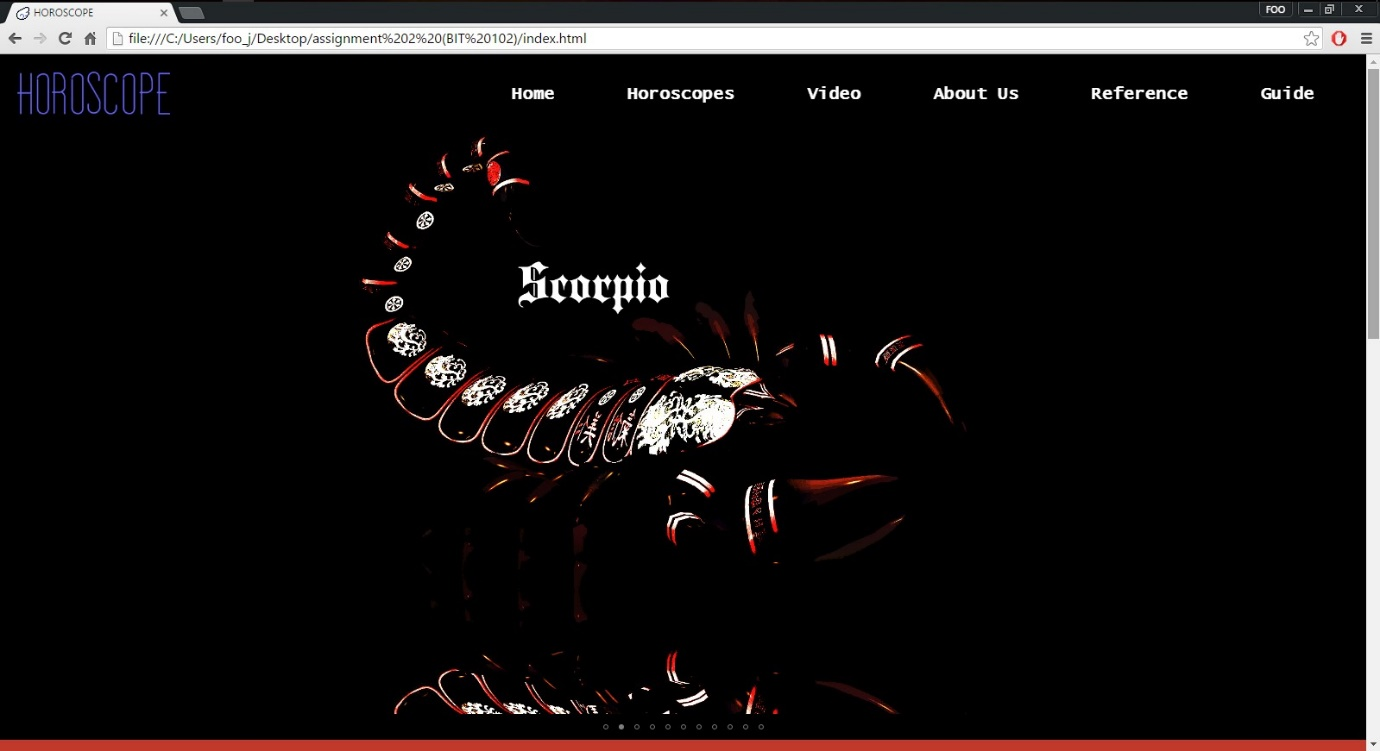 HOROSCOPE
FOO
file:///C:/Users/foo_j/Desktop/assignment%202%20(BIT%20102)/index.html
HOROSCOPE
Home Horoscopes Video About Us Reference Guide
Scorpio